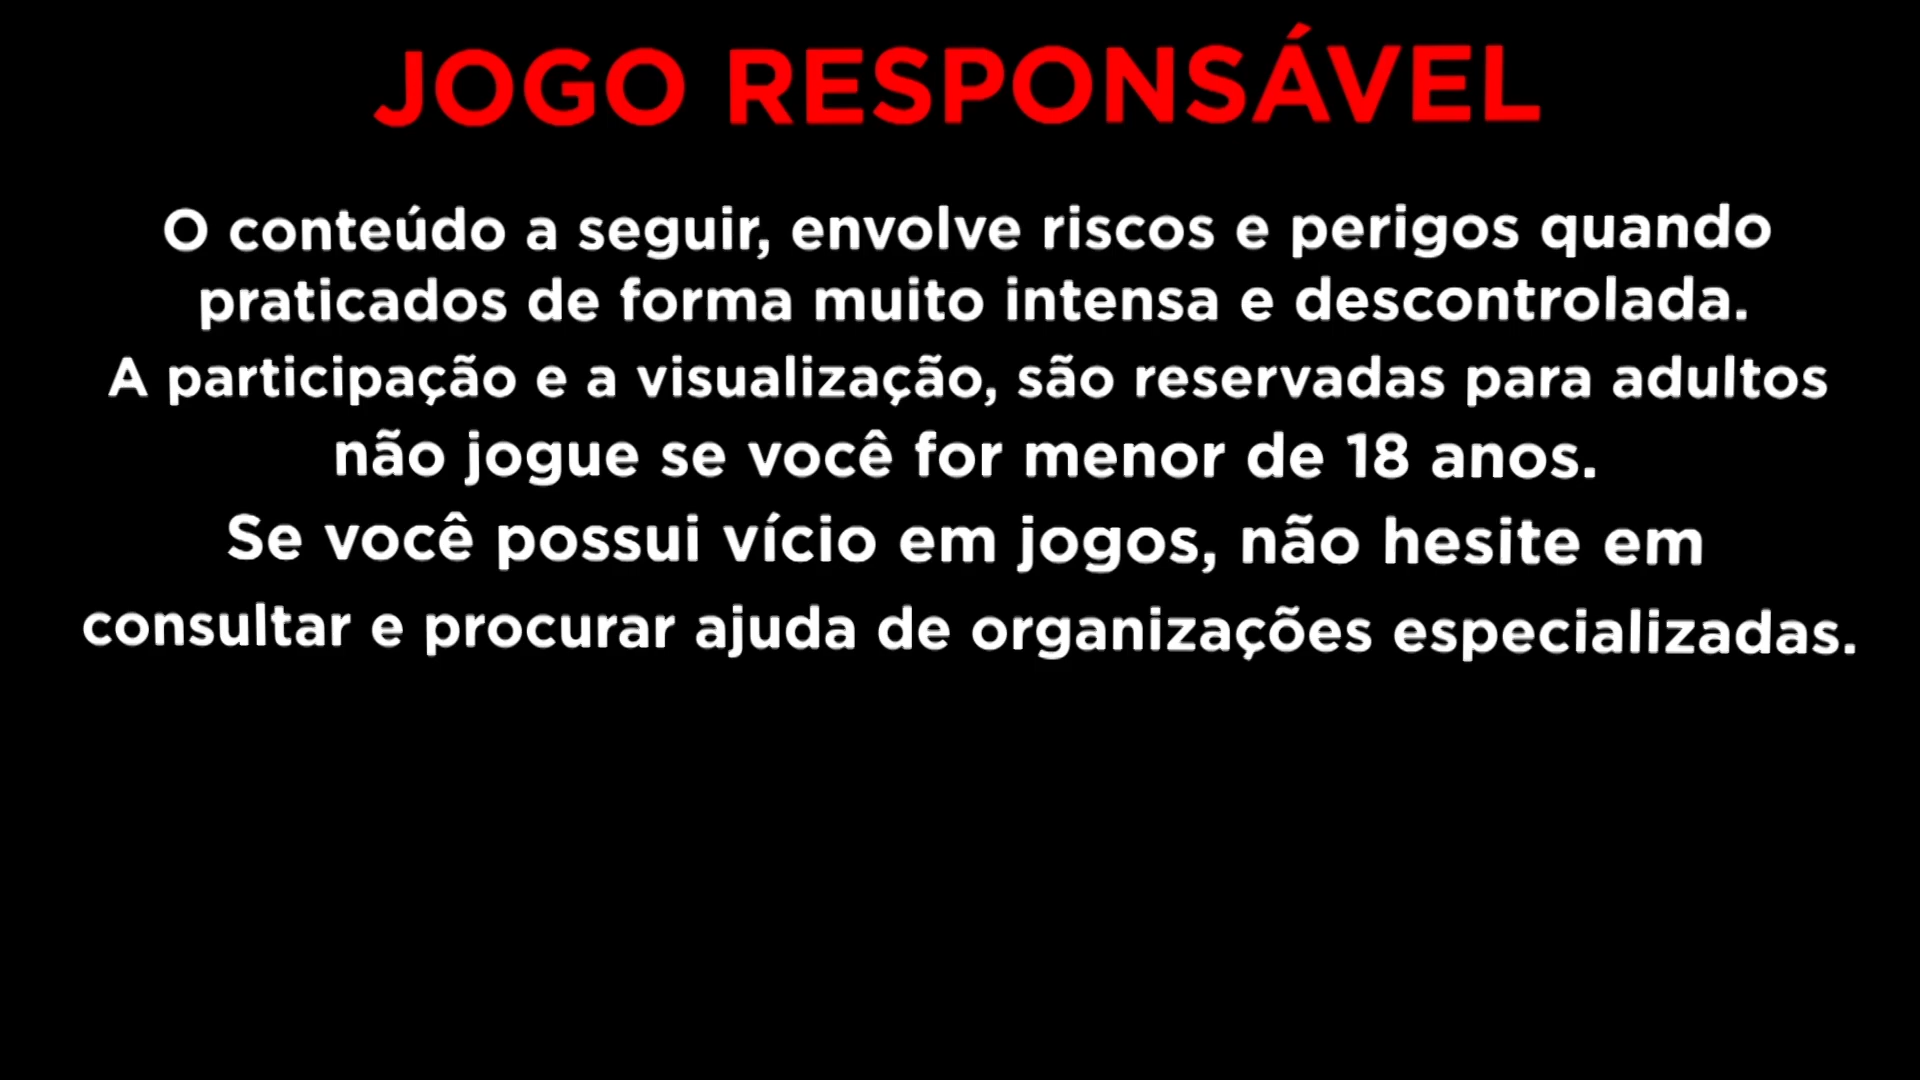 JOGO RESPONSÁVEL
O conteúdo a seguir, envolve riscos e perigos quando
praticados de forma muito intensa e descontrolada.
A participação e a visualização, são reservadas para adultos
não jogue se você for menor de 18 anos.
Se você possui vício em jogos, não hesite em
consultar e procurar ajuda de organizações especializadas.